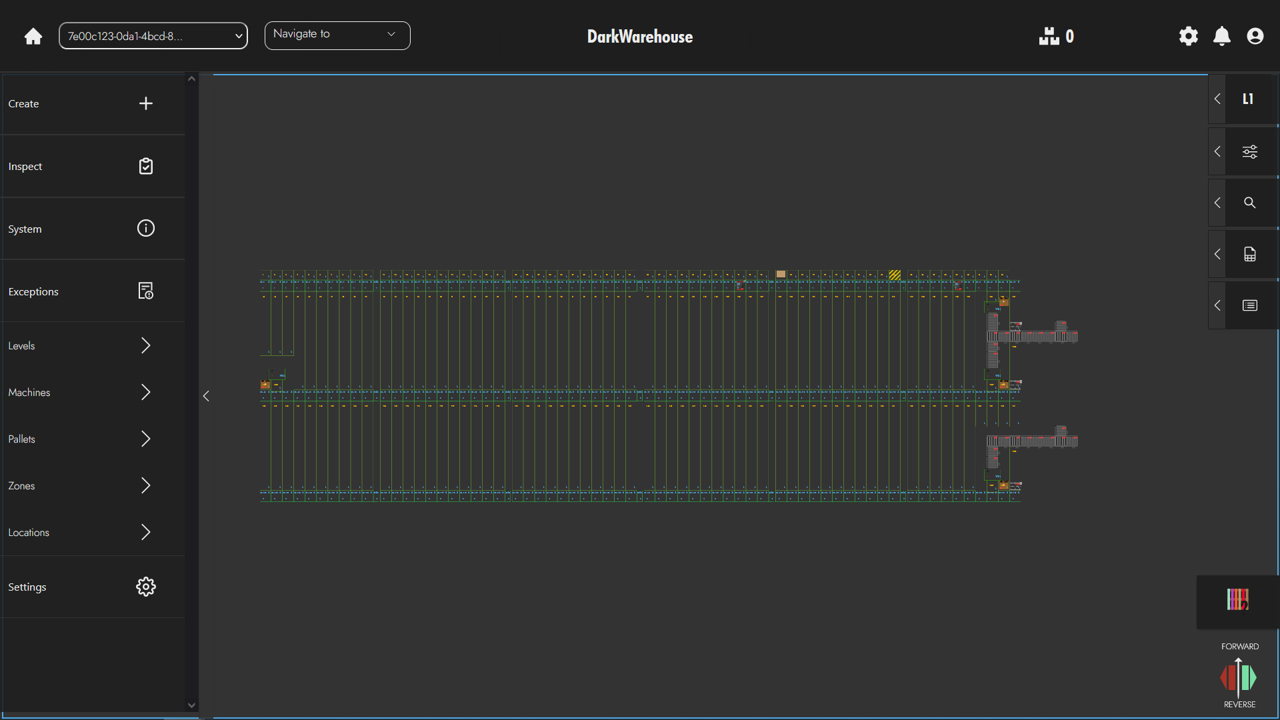 7e00c123-0da1-4bcd-8...
Navigate to
DarkWarehouse
0
Create
Inspect
System
Exceptions
Levels
Machines
Pallets
Zones
Locations
Settings
L1
FORWARD
REVERSE